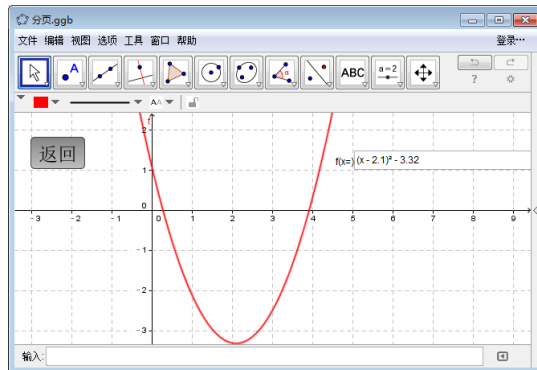 分页.ggb
文件 编辑 视图 选项 工具 窗口 帮助 登录…
A α ABC a=2 ?
AA
f
返回
f(x=) (x - 2.1)² - 3.32
2
1
0
-3 -2 -1 0 1 2 3 4 5 6 7 8 9
-1
-2
-3
输入: